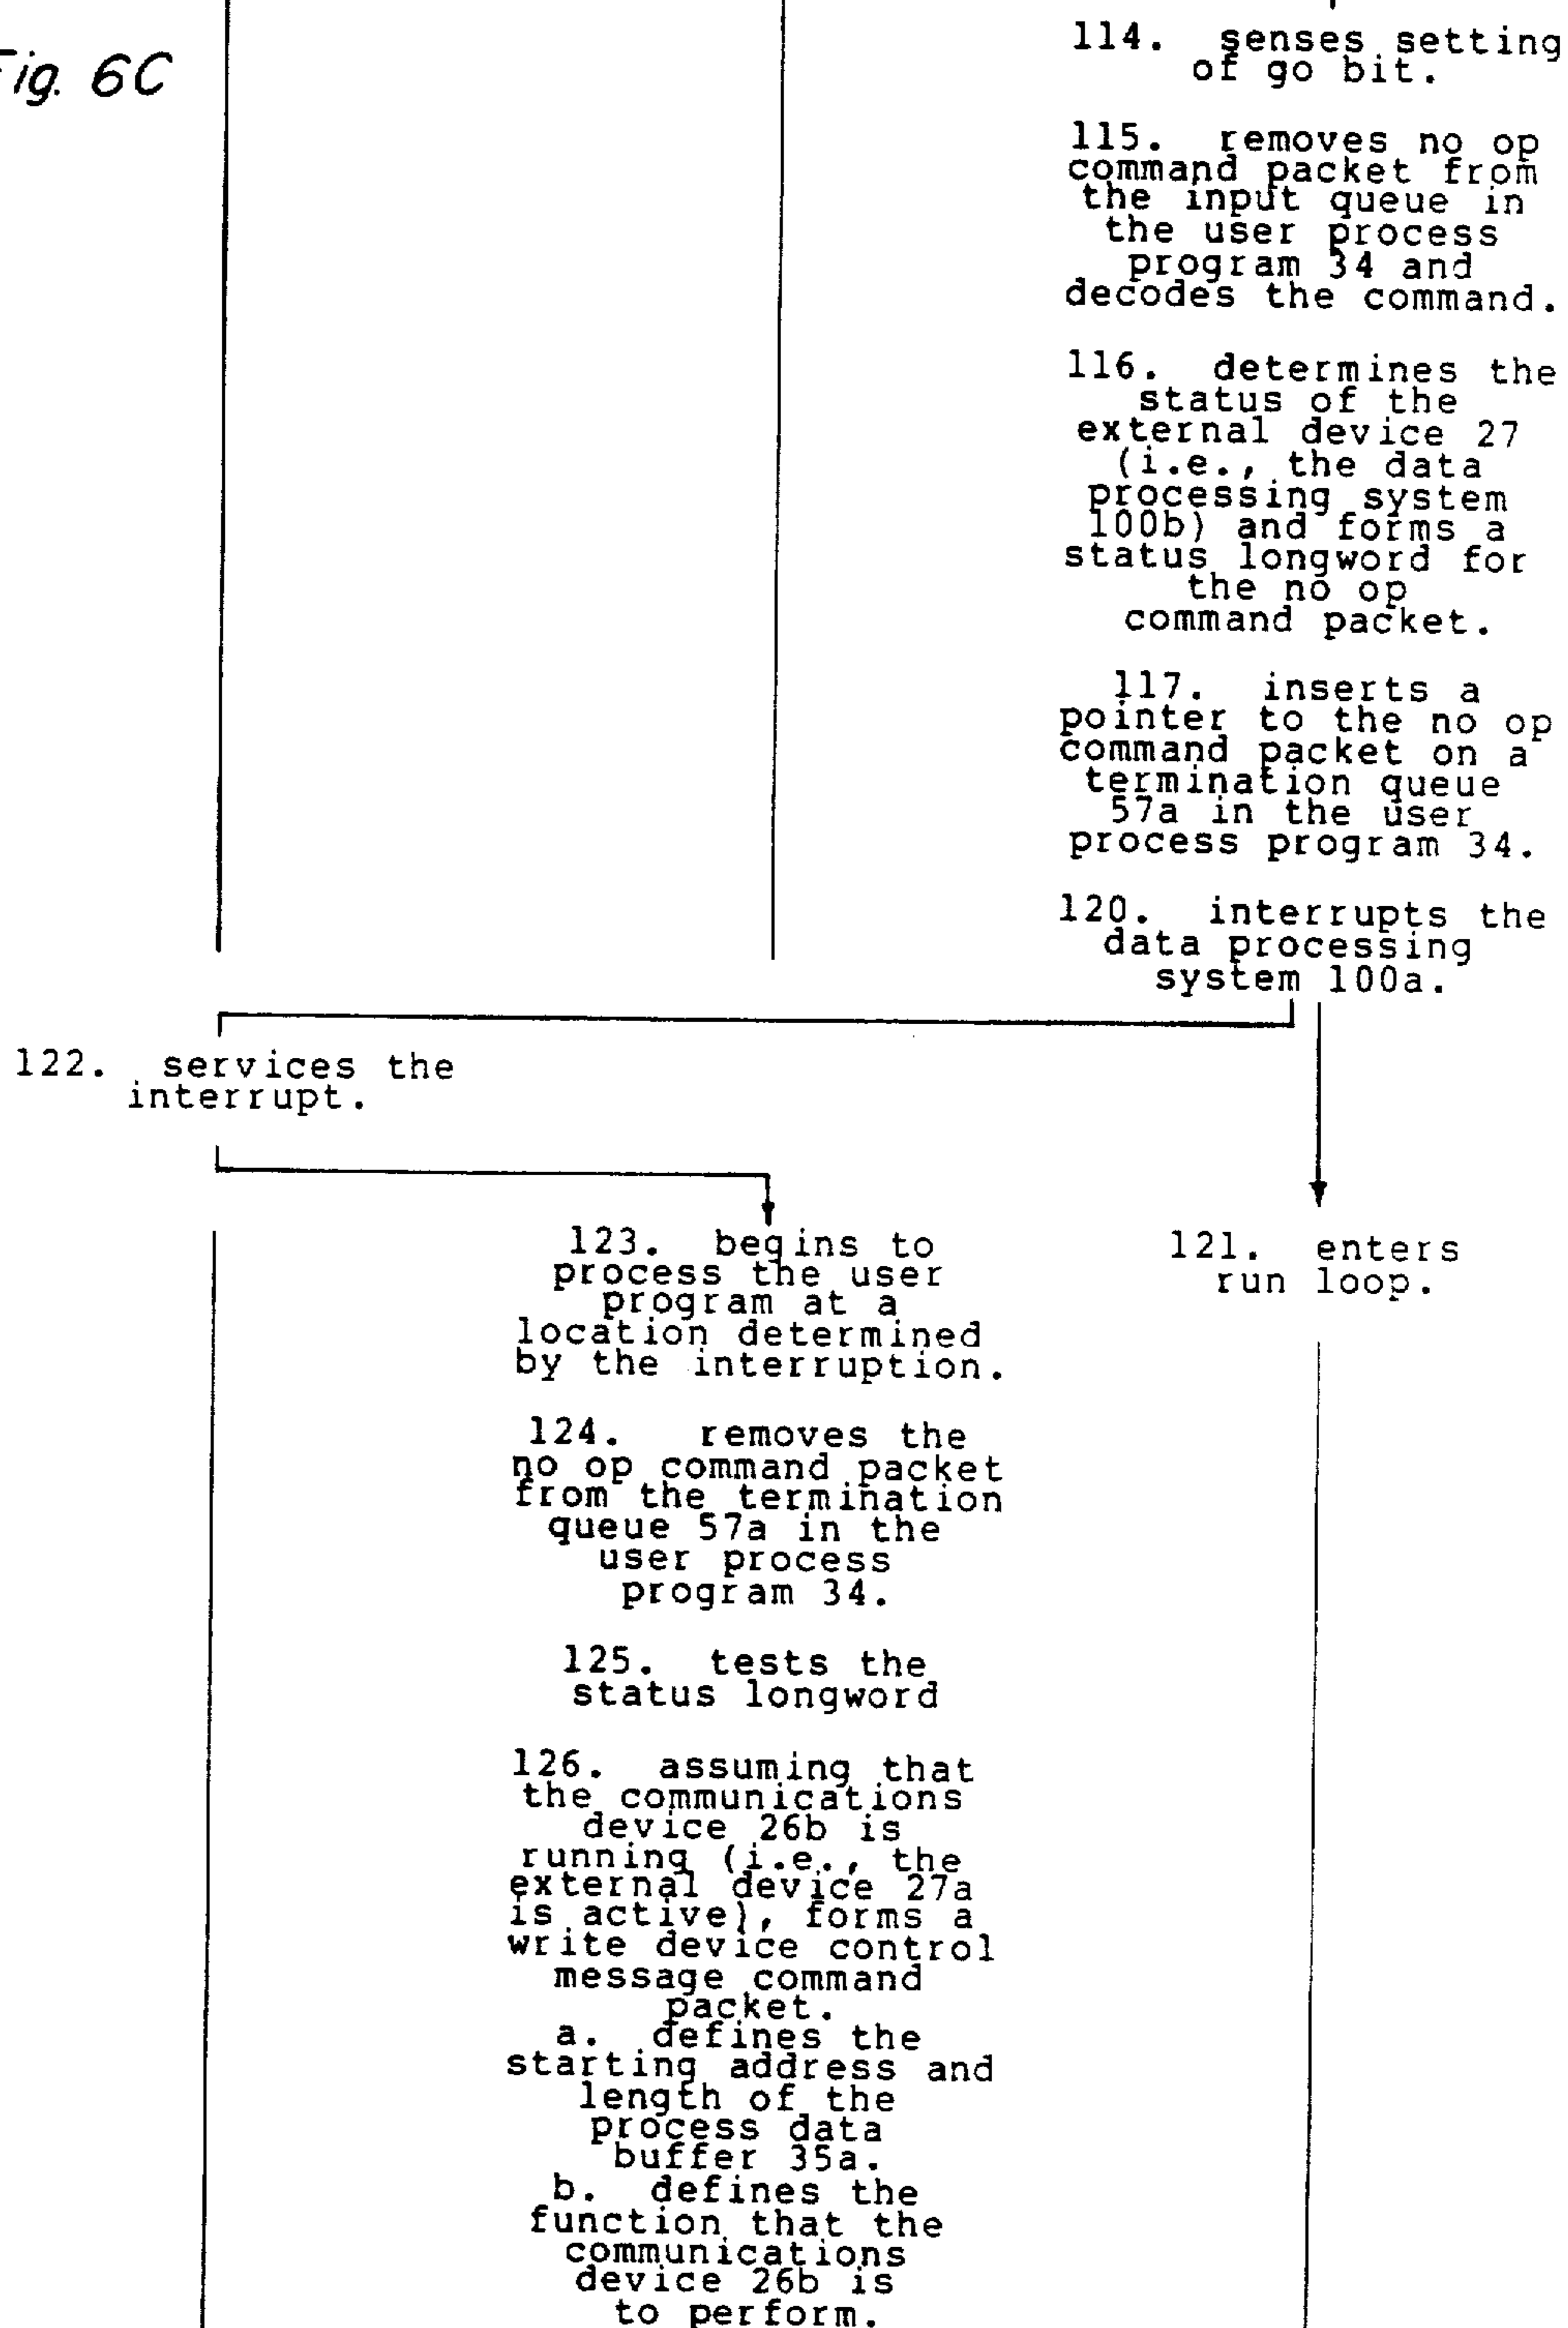 Fig. 6C
114. senses setting
of go bit.
115. removes no op
command packet from
the input queue in
the user process
program 34 and
decodes the command.
116. determines the
status of the
external device 27
(i.e., the data
processing system
100b) and forms a
status longword for
the no op
command packet.
117. inserts a
pointer to the no op
command packet on a
termination queue
57a in the user
process program 34.
120. interrupts the
data processing
system 100a.
122. services the
interrupt.
123. begins to
process the user
program at a
location determined
by the interruption.
121. enters
run loop.
124. removes the
no op command packet
from the termination
queue 57a in the
user process
program 34.
125. tests the
status longword
126. assuming that
the communications
device 26b is
running (i.e., the
external device 27a
is active), forms a
write device control
message command
packet.
a. defines the
starting address and
length of the
process data
buffer 35a.
b. defines the
function that the
communications
device 26b is
to perform.